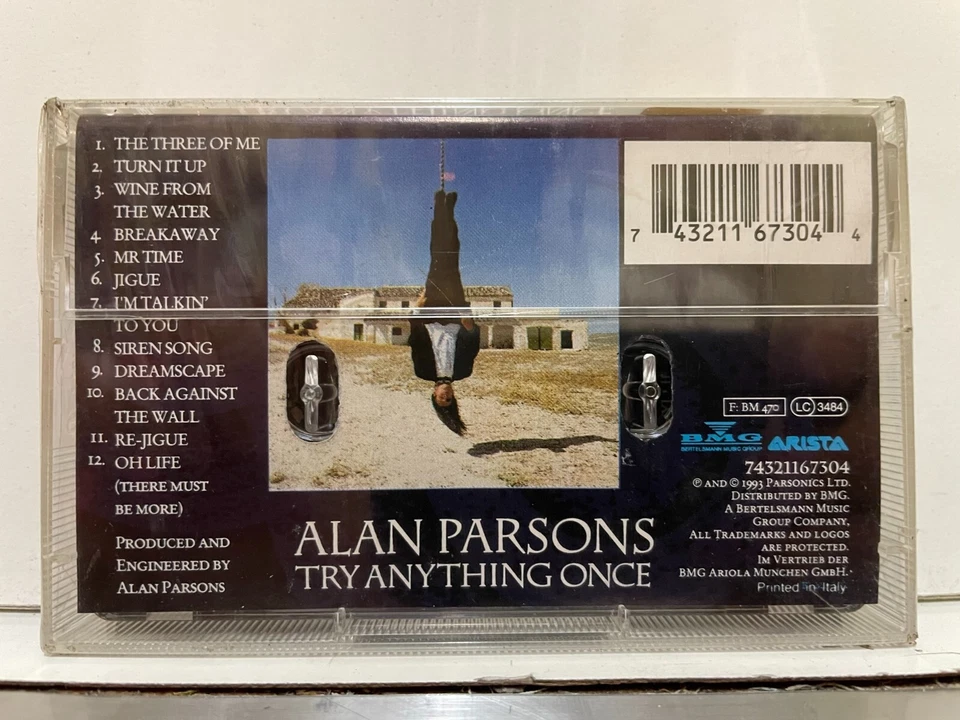 1. THE THREE OF ME
2. TURN IT UP
3. WINE FROM
THE WATER
4. BREAKAWAY
5. MR TIME
6. JIGUE
7. I'M TALKIN'
TO YOU
8. SIREN SONG
9. DREAMSCAPE
10. BACK AGAINST
THE WALL
11. RE-JIGUE
12. OH LIFE
(THERE MUST
BE MORE)
PRODUCED AND
ENGINEERED BY
ALAN PARSONS
ALAN PARSONS
TRY ANYTHING ONCE
7 43211 67304 4
F: BM 470 LC 3484
BMG ARISTA
BERTELSMANN MUSIC GROUP
74321167304
℗ AND © 1993 PARSONICS LTD.
DISTRIBUTED BY BMG.
A BERTELSMANN MUSIC
GROUP COMPANY,
ALL TRADEMARKS AND LOGOS
ARE PROTECTED.
IM VERTRIEB DER
BMG ARIOLA MUNCHEN GMBH.
Printed in Italy